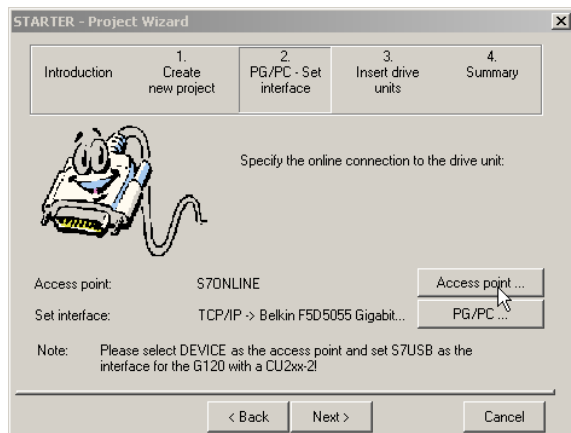 STARTER - Project Wizard
Introduction
1.
Create
new project
2.
PG/PC - Set
interface
3.
Insert drive
units
4.
Summary
Specify the online connection to the drive unit:
Access point: S7ONLINE Access point ...
Set interface: TCP/IP -> Belkin F5D5055 Gigabit... PG/PC ...
Note: Please select DEVICE as the access point and set S7USB as the
interface for the G120 with a CU2xx-2!
< Back Next > Cancel